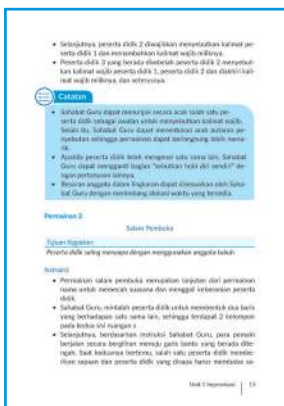 • Selanjutnya, peserta didik 2 diwajibkan menyebutkan kalimat pe-
serta didik 1 dan menambahkan kalimat wajib miliknya.
• Peserta didik 3 yang berada disebelah peserta didik 2 menyebut-
kan kalimat wajib peserta didik 1, peserta didik 2 dan diakhiri kali-
mat wajib miliknya, dan seterusnya.
Catatan
• Sahabat Guru dapat menunjuk secara acak salah satu pe-
serta didik sebagai awalan untuk menyebutkan kalimat wajib.
Selain itu, Sahabat Guru dapat menentukan arah putaran pe-
nyebutan sehingga permainan dapat berlangsung lebih mena-
rik.
• Apabila peserta didik telah mengenal satu sama lain, Sahabat
Guru dapat mengganti bagian "sebutkan hobi diri sendiri" de-
ngan pertanyaan lainnya.
• Besaran anggota dalam lingkaran dapat disesuaikan oleh Saha-
bat Guru dengan menimbang alokasi waktu yang tersedia.
Permainan 2
Salam Pembuka
Tujuan Kegiatan
Peserta didik saling menyapa dengan menggunakan anggota tubuh
Instruksi
• Permainan salam pembuka merupakan lanjutan dari permainan
nama untuk memecah suasana dan menggali keberanian peserta
didik.
• Sahabat Guru, mintalah peserta didik untuk membentuk dua baris
yang berhadapan satu sama lain, sehingga terdapat 2 kelompok
pada kedua sisi ruangan
• Selanjutnya, berdasarkan instruksi Sahabat Guru, para pemain
berjalan secara bergiliran menuju garis bantu yang berada dite-
ngah. Saat keduanya bertemu, salah satu peserta didik membe-
rikan sapaan dan peserta didik yang disapa harus membalas sa-
Unit 1 Improvisasi | 13